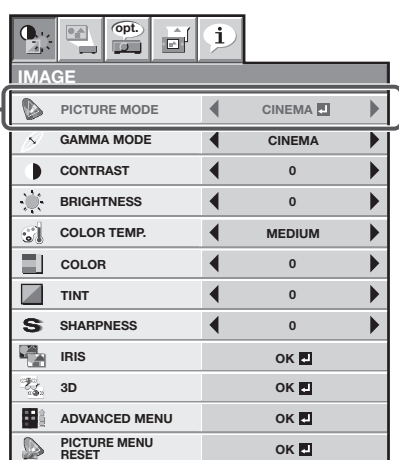 opt.
i
IMAGE
PICTURE MODE CINEMA
GAMMA MODE CINEMA
CONTRAST 0
BRIGHTNESS 0
COLOR TEMP. MEDIUM
COLOR 0
TINT 0
S SHARPNESS 0
IRIS OK
3D OK
ADVANCED MENU OK
PICTURE MENU
RESET OK